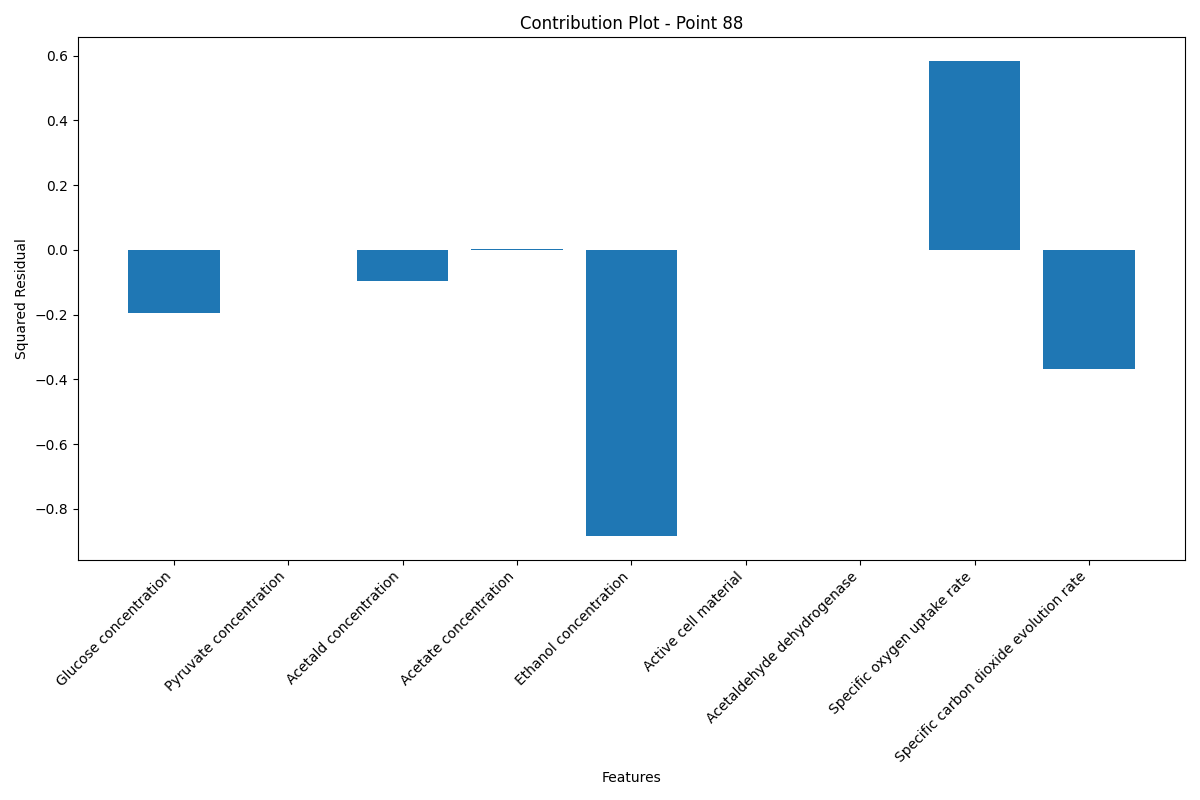 Contribution Plot - Point 88
0.6
0.4
0.2
0.0
−0.2
−0.4
−0.6
−0.8
Squared Residual
Glucose concentration
Pyruvate concentration
Acetald concentration
Acetate concentration
Ethanol concentration
Active cell material
Acetaldehyde dehydrogenase
Specific oxygen uptake rate
Specific carbon dioxide evolution rate
Features